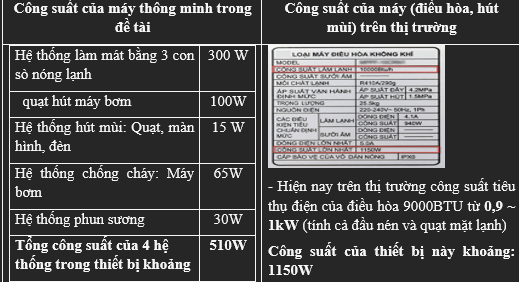 Công suất của máy thông minh trong
đề tài
Công suất của máy (điều hòa, hút
mùi) trên thị trường
Hệ thống làm mát bằng 3 con
sò nóng lạnh
300 W
quạt hút máy bơm
100W
Hệ thống hút mùi: Quạt, màn
hình, đèn
15 W
Hệ thống chống cháy: Máy
bơm
65W
Hệ thống phun sương
30W
Tổng công suất của 4 hệ
thống trong thiết bị khoảng
510W
LOẠI MÁY ĐIỀU HÒA KHÔNG KHÍ
MODEL
CÔNG SUẤT LÀM LẠNH 10000Btu/h
CÔNG SUẤT SƯỞI ẤM
MÔI CHẤT LẠNH R410A/290g
ÁP SUẤT VẬN HÀNH
ĐỊNH MỨC
ÁP SUẤT ĐẨY 4.2MPa
ÁP SUẤT HÚT 1.5MPa
TRỌNG LƯỢNG 25.5kg
NGUỒN ĐIỆN 220-240V~ 50Hz, 1Ph
CÁC ĐIỀU
KIỆN TIÊU
CHUẨN ĐỊNH
MỨC
LÀM LẠNH
DÒNG ĐIỆN 4.1A
CÔNG SUẤT 940W
SƯỞI ẤM
DÒNG ĐIỆN
CÔNG SUẤT
DÒNG ĐIỆN LỚN NHẤT 5.0A
CÔNG SUẤT LỚN NHẤT 1150W
CẤP BẢO VỆ CỦA VỎ DÀN NÓNG IPX0
- Hiện nay trên thị trường công suất tiêu
thụ điện của điều hòa 9000BTU từ 0,9 ~
1kW (tính cả đầu nén và quạt mặt lạnh)
Công suất của thiết bị này khoảng:
1150W